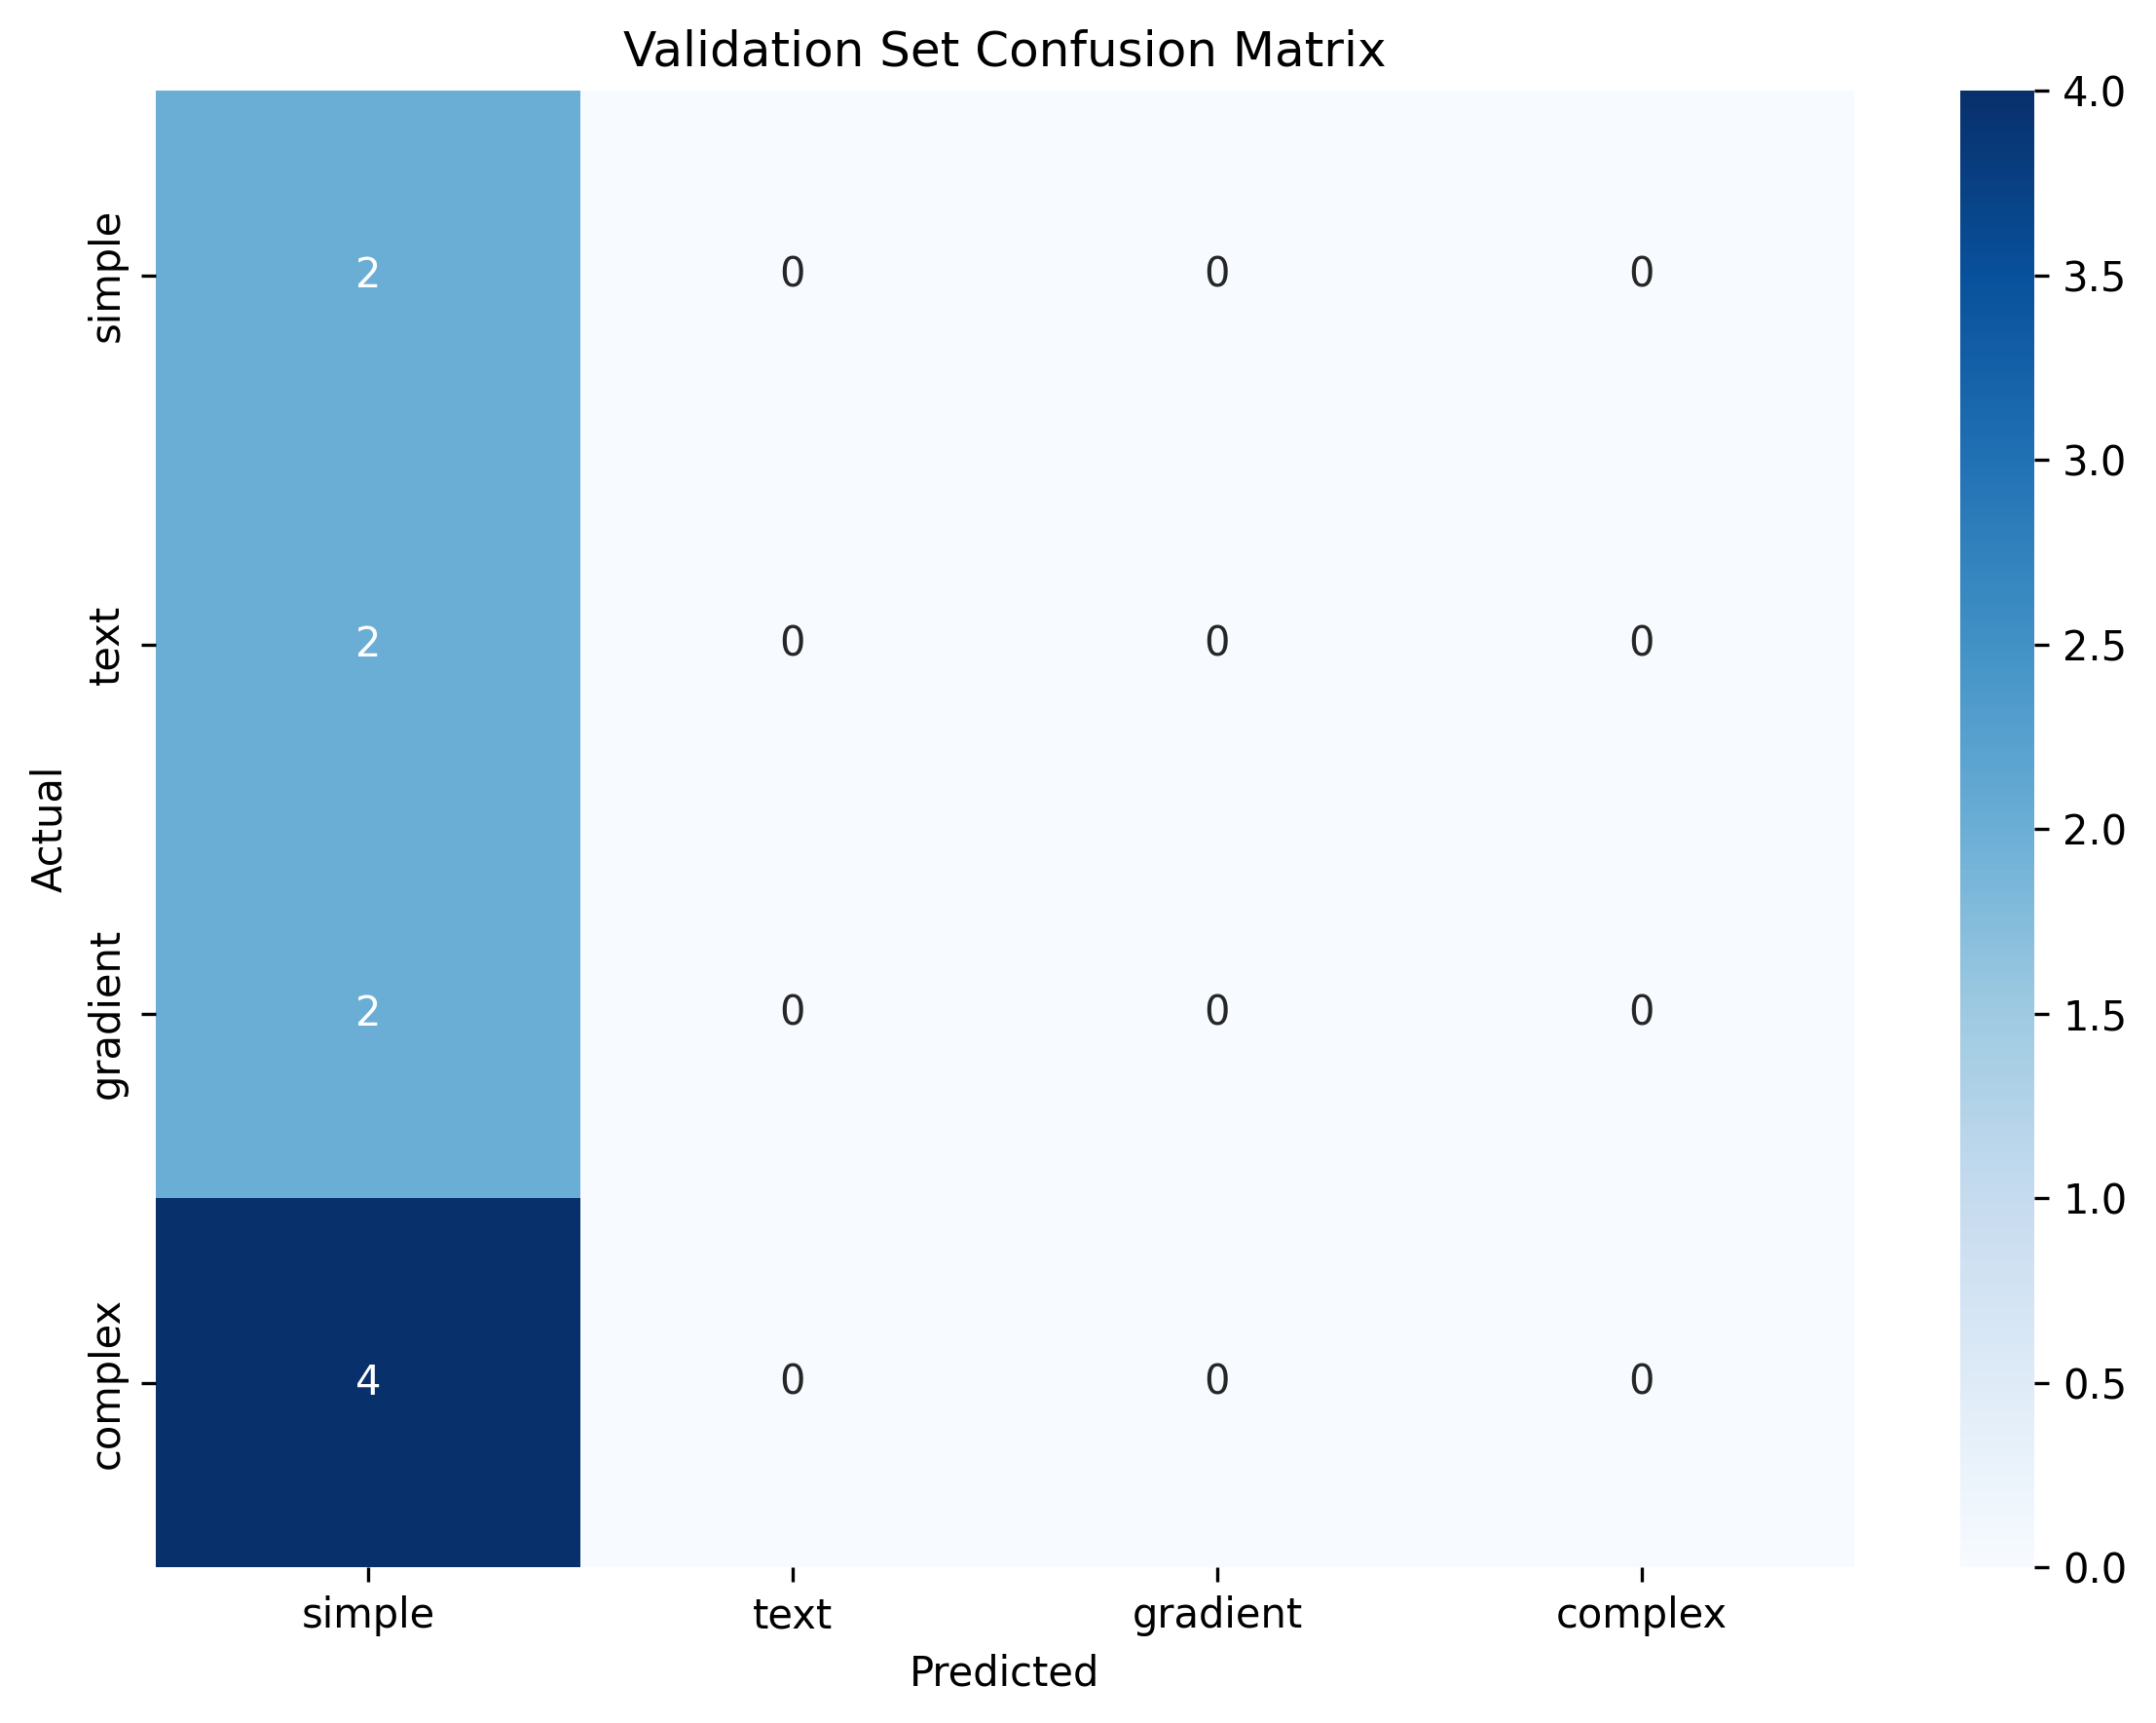 Validation Set Confusion Matrix
Actual
simple
2 0 0 0
text
2 0 0 0
gradient
2 0 0 0
complex
4 0 0 0
simple text gradient complex
Predicted
4.0
3.5
3.0
2.5
2.0
1.5
1.0
0.5
0.0